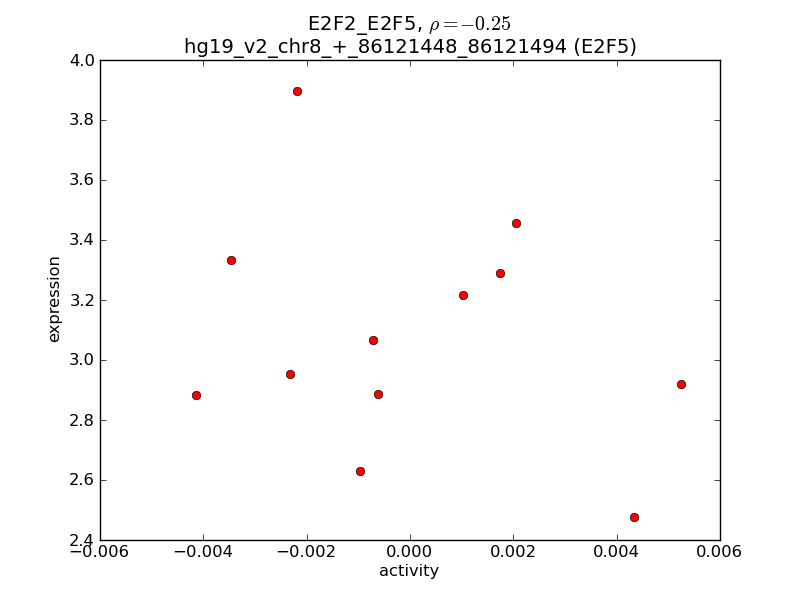 E2F2_E2F5, ρ = −0.25
hg19_v2_chr8_+_86121448_86121494 (E2F5)
4.0
3.8
3.6
3.4
3.2
3.0
2.8
2.6
2.4
expression
−0.006 −0.004 −0.002 0.000 0.002 0.004 0.006
activity